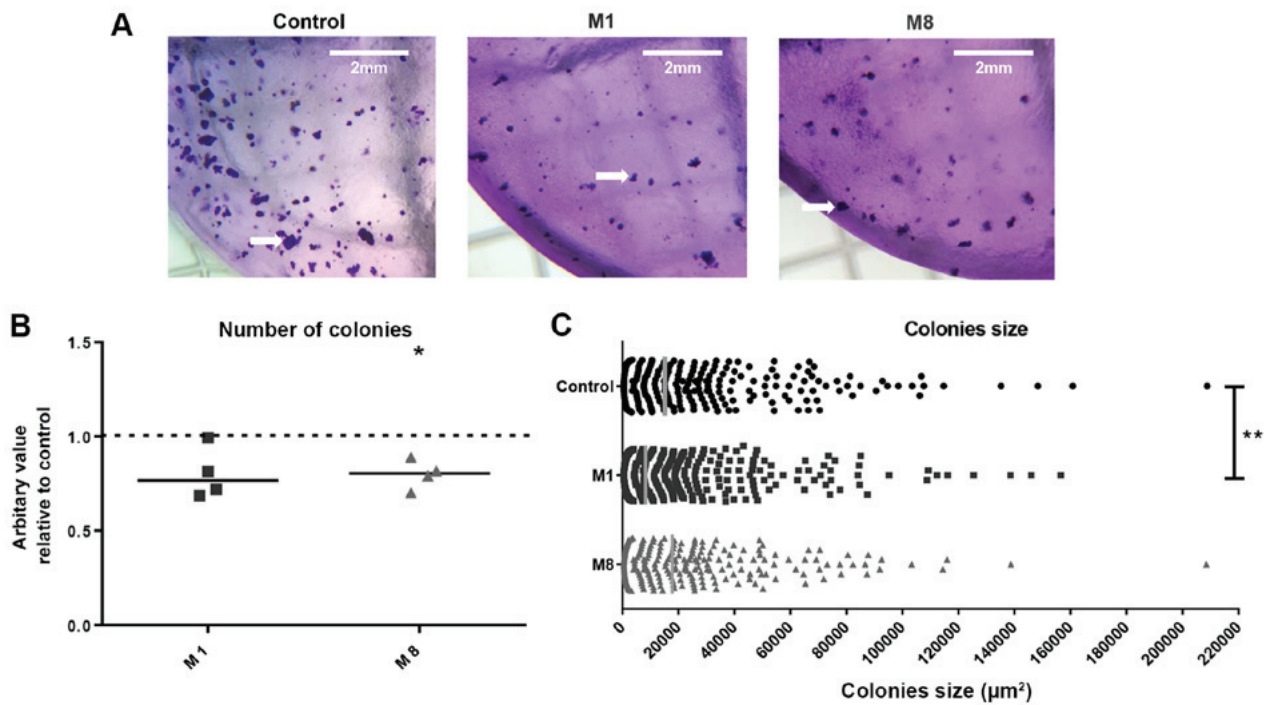 A
Control
M1
M8
2mm
2mm
2mm
B
Number of colonies
*
Arbitary value
relative to control
1.5
1.0
0.5
0.0
M1
M8
C
Colonies size
Control
M1
M8
**
0
20000
40000
60000
80000
100000
120000
140000
160000
180000
200000
220000
Colonies size (µm²)